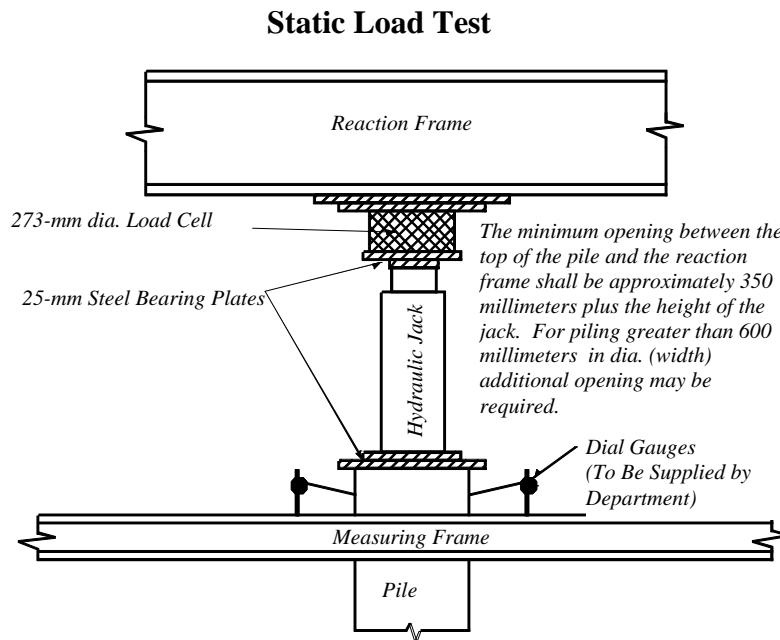 Static Load Test
Reaction Frame
273-mm dia. Load Cell
The minimum opening between the
top of the pile and the reaction
frame shall be approximately 350
millimeters plus the height of the
jack. For piling greater than 600
millimeters in dia. (width)
additional opening may be
required.
25-mm Steel Bearing Plates
Hydraulic Jack
Dial Gauges
(To Be Supplied by
Department)
Measuring Frame
Pile